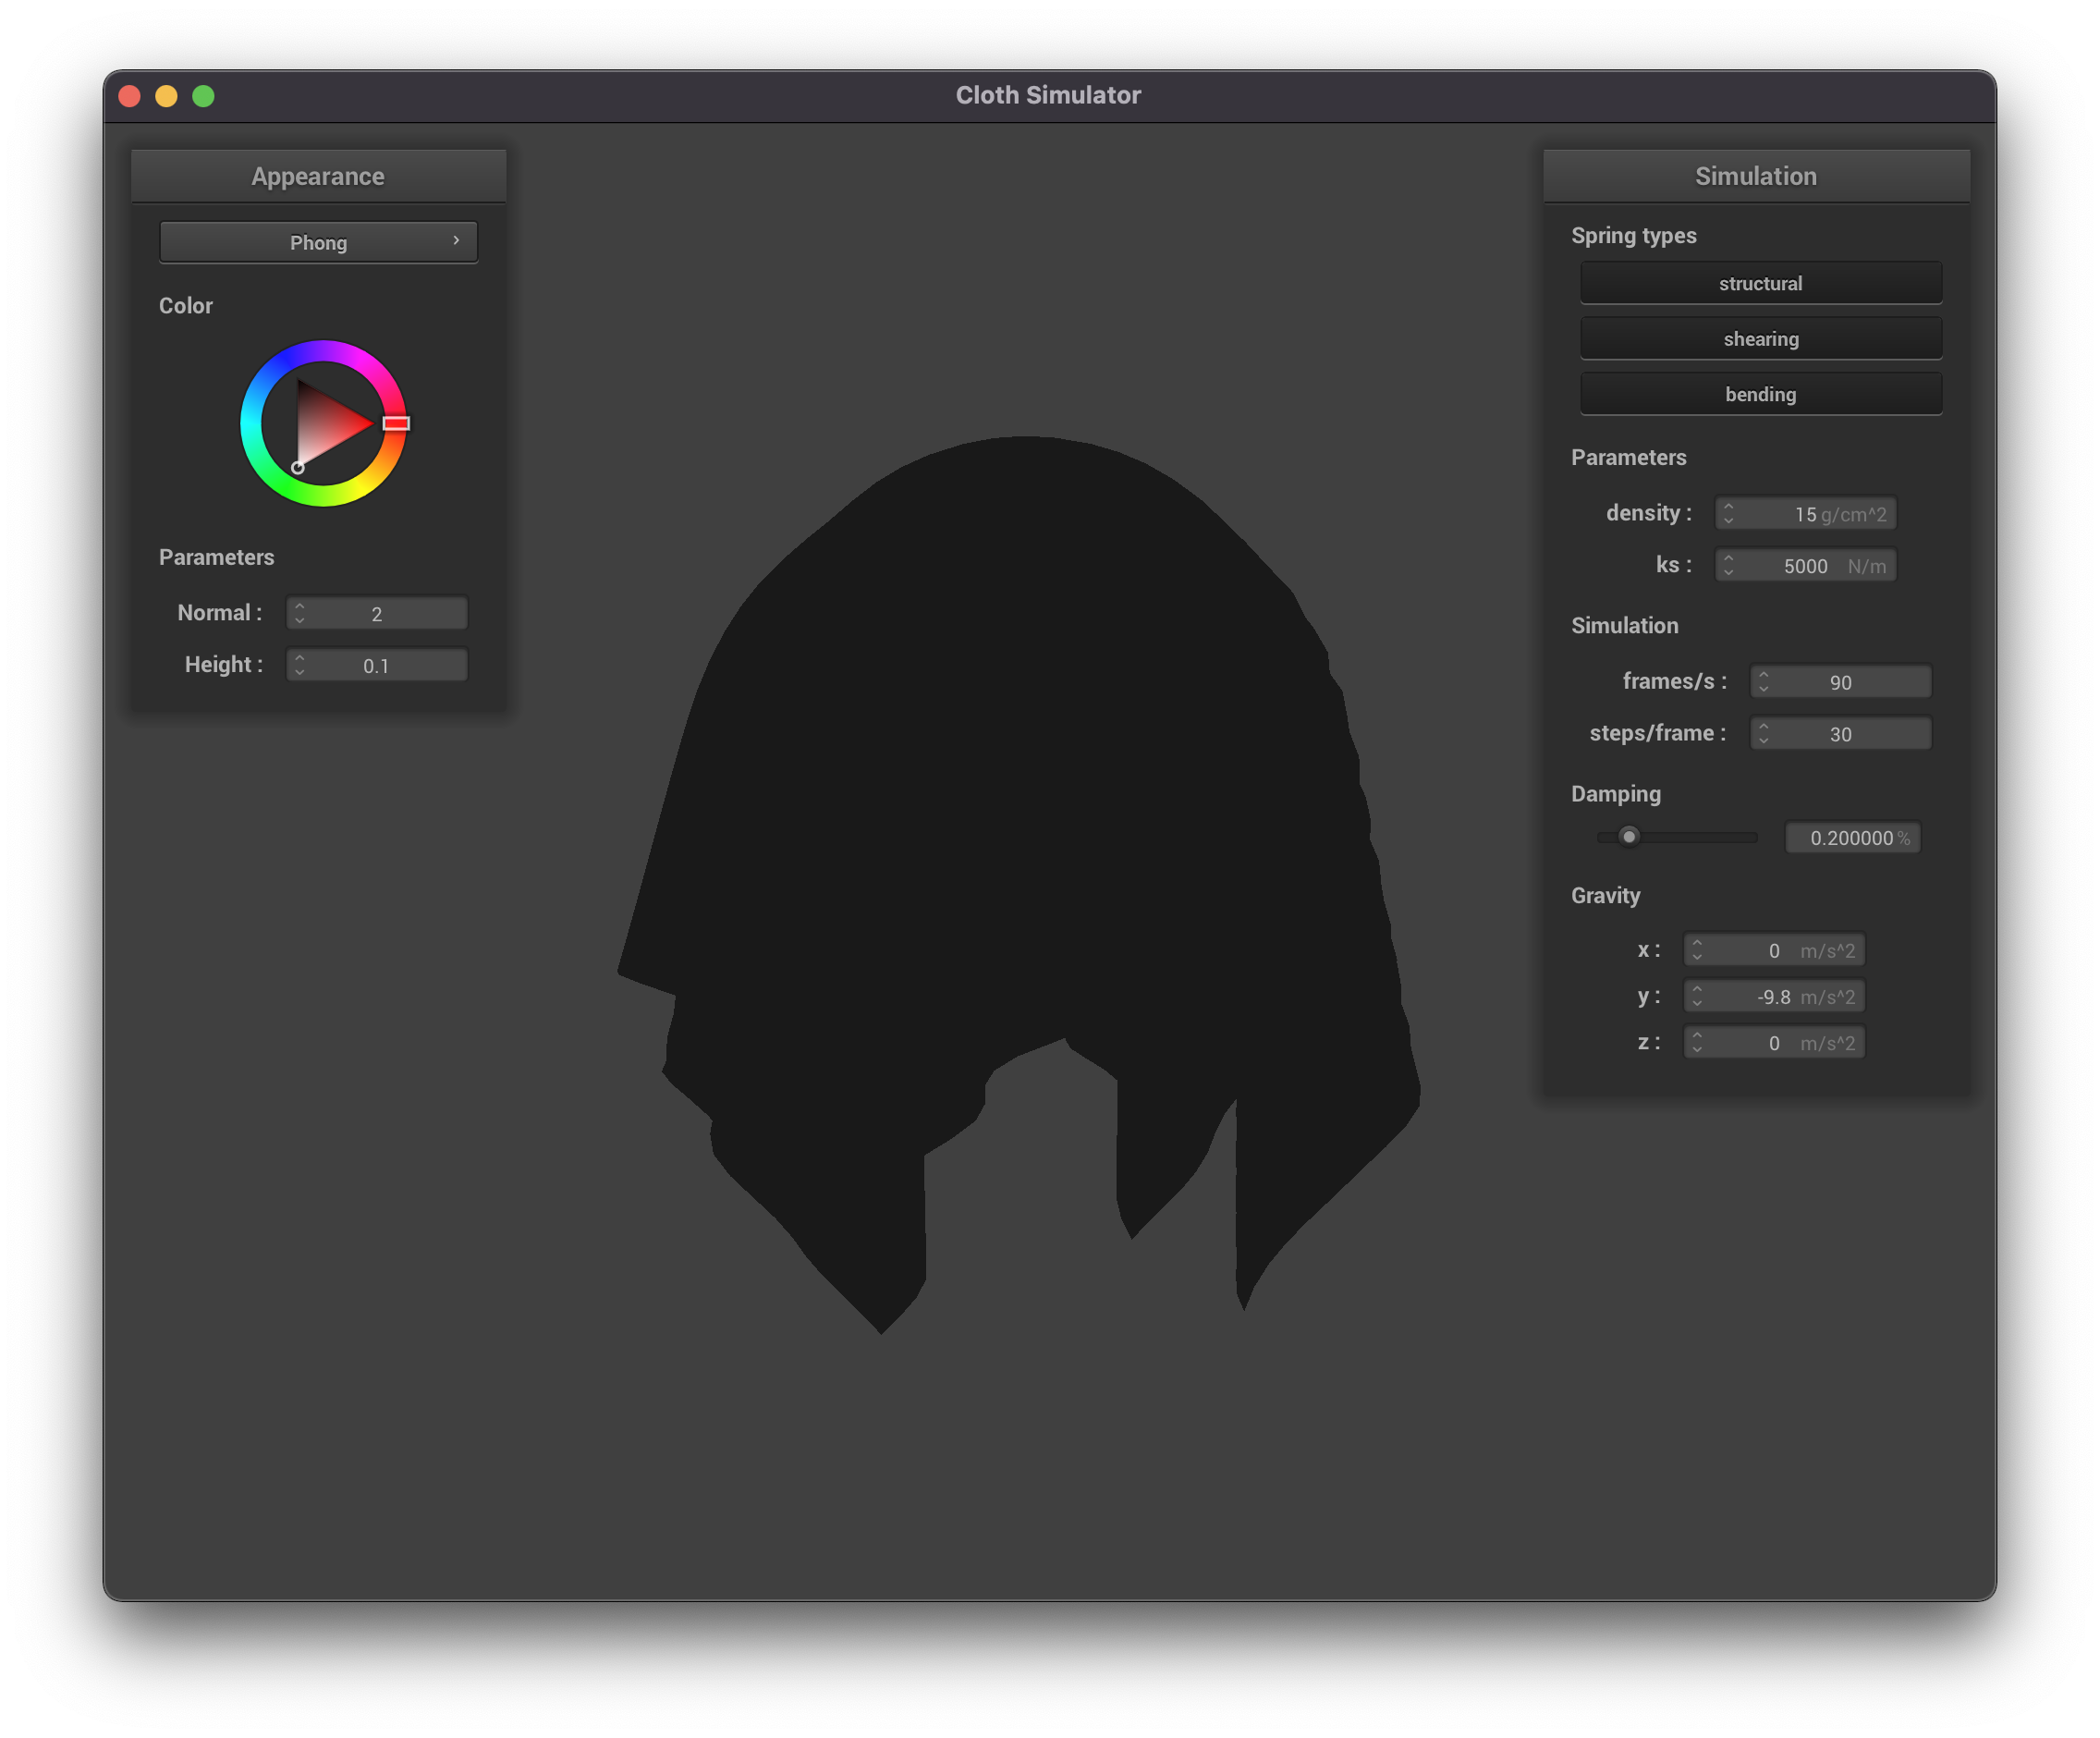 Cloth Simulator
Appearance
Phong
Color
Parameters
Normal : 2
Height : 0.1
Simulation
Spring types
structural
shearing
bending
Parameters
density : 15 g/cm^2
ks : 5000 N/m
Simulation
frames/s : 90
steps/frame : 30
Damping
0.200000 %
Gravity
x : 0 m/s^2
y : -9.8 m/s^2
z : 0 m/s^2